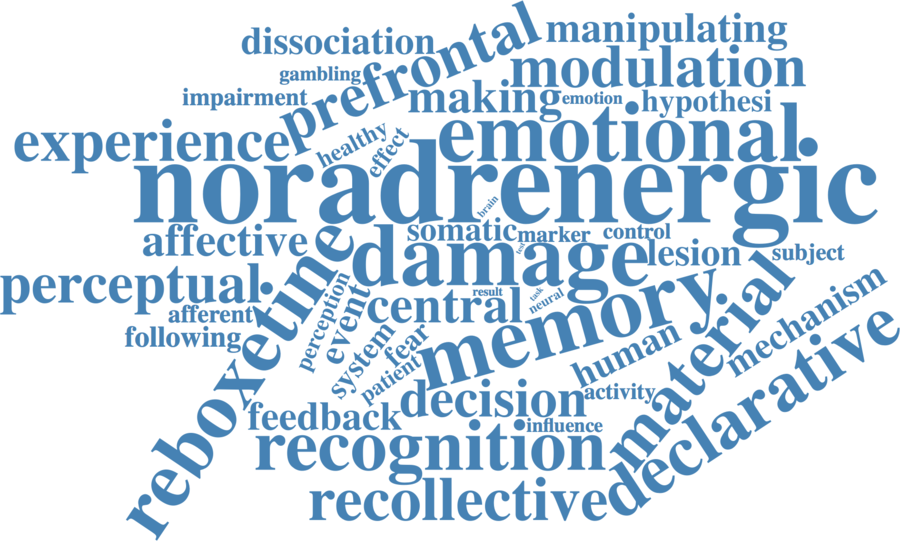 manipulating
dissociation
prefrontal
modulation
gambling
impairment
making
emotion
hypothesi
experience
healthy
effect
emotional
noradrenergic
brain
somatic
marker
control
affective
damage
lesion
subject
perceptual
reboxetine
perception
event
central
result
task
neural
afferent
following
system
fear
patient
memory
human
material
mechanism
activity
decision
feedback
influence
declarative
recognition
recollective